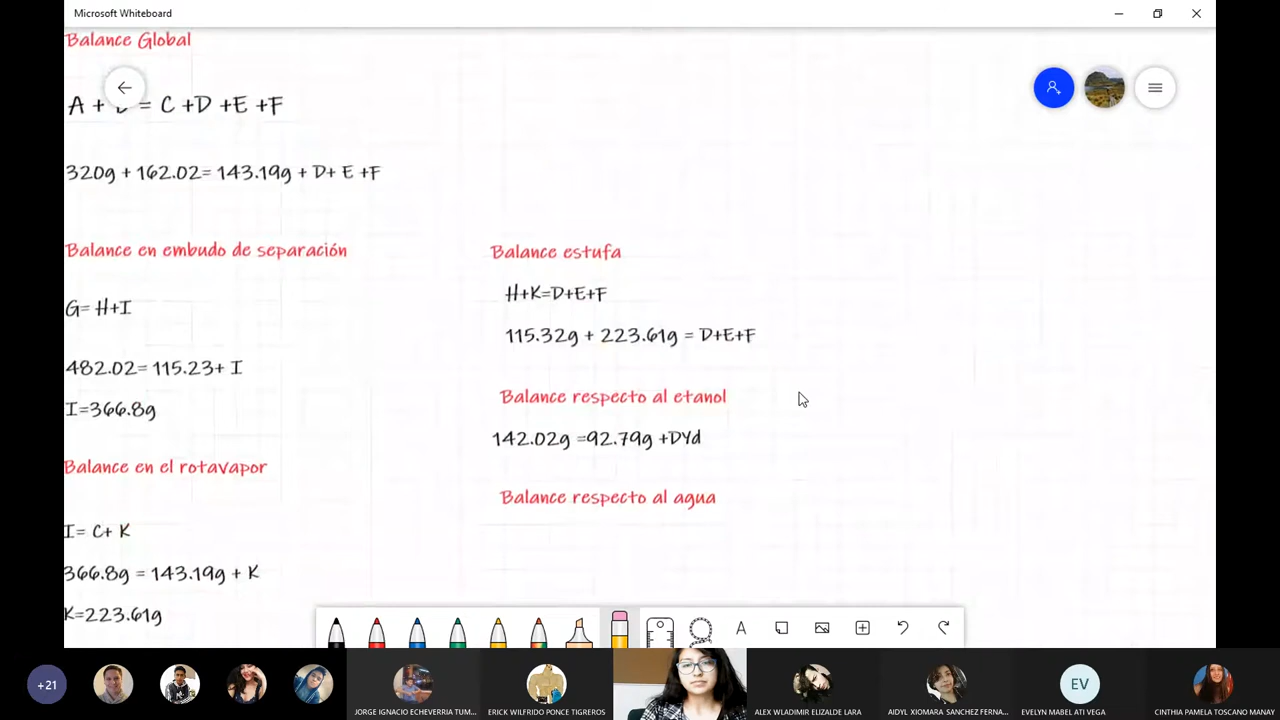 Microsoft Whiteboard
Balance Global
A + = C +D +E +F
320g + 162.02= 143.19g + D+ E +F
Balance en embudo de separación
G= H+I
482.02= 115.23+ I
I=366.8g
Balance en el rotavapor
I= C+ K
366.8g = 143.19g + K
K=223.61g
Balance estufa
H+K=D+E+F
115.32g + 223.61g = D+E+F
Balance respecto al etanol
142.02g =92.79g +DYd
Balance respecto al agua
A
+21
JORGE IGNACIO ECHEVERRIA TUM...
ERICK WILFRIDO PONCE TIGREROS
ALEX WLADIMIR ELIZALDE LARA
AIDYL XIOMARA SANCHEZ FERNA...
EV
EVELYN MABEL ATI VEGA
CINTHIA PAMELA TOSCANO MANAY